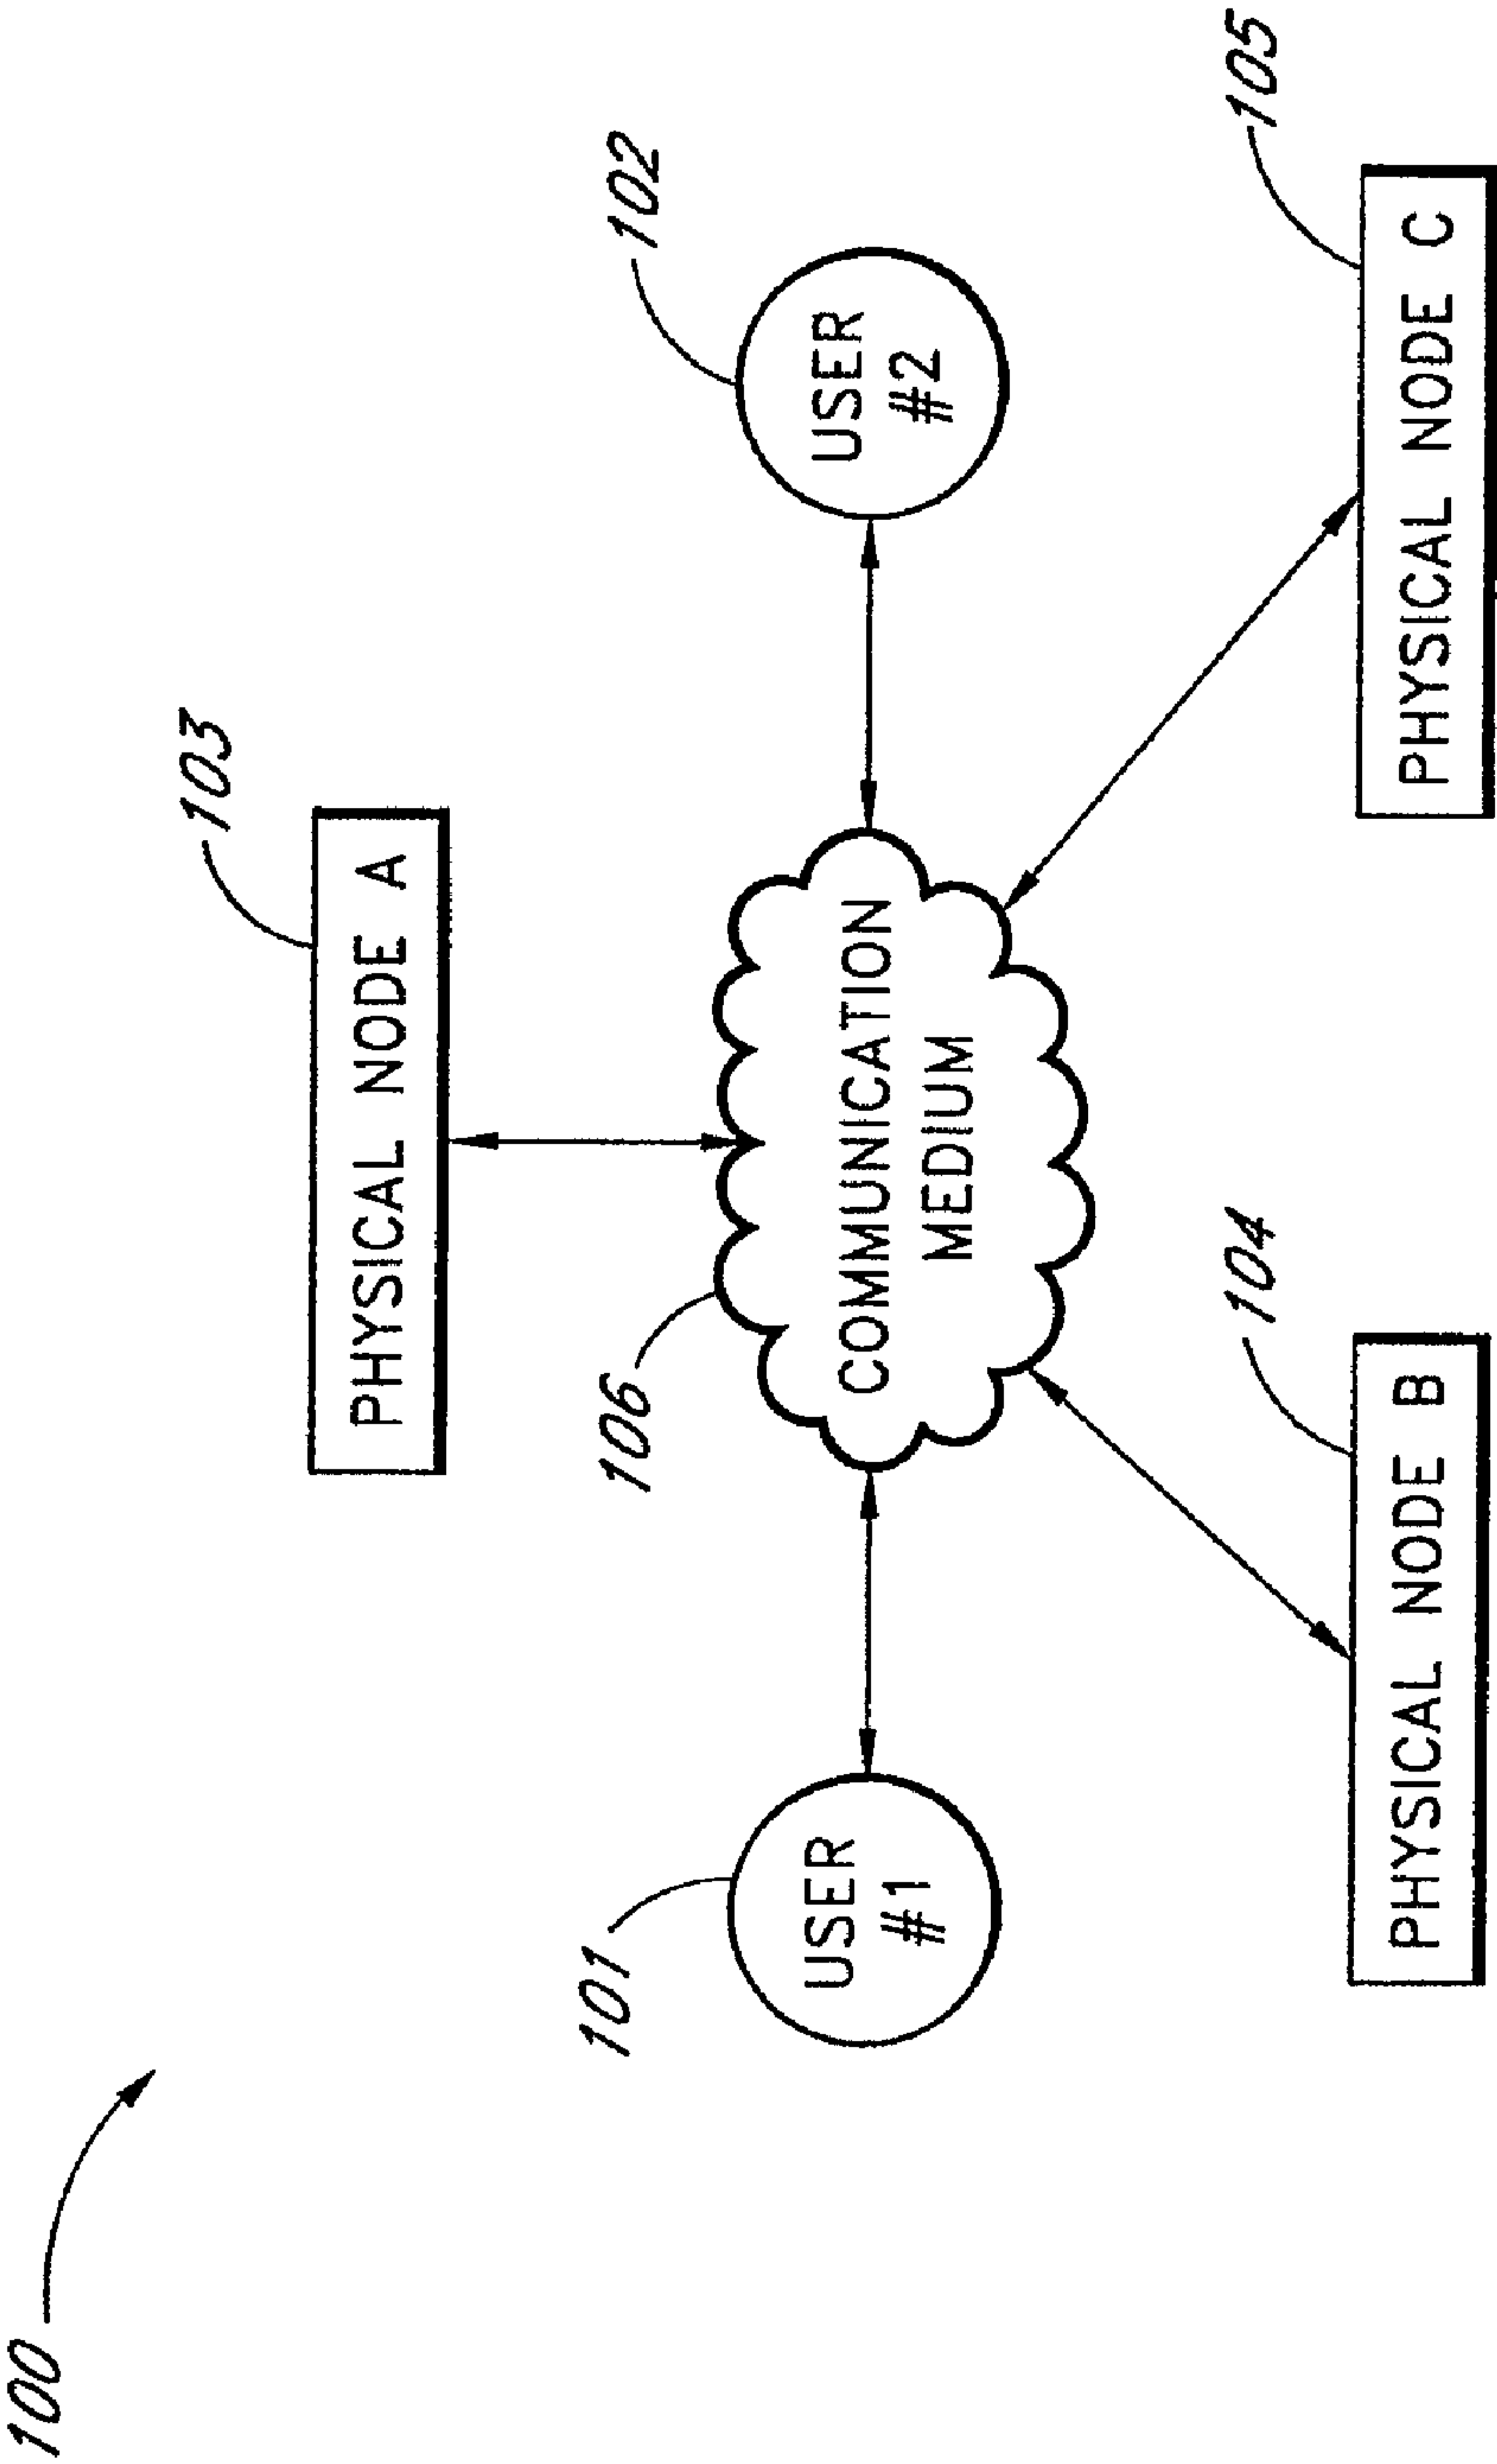 100
103
PHYSICAL NODE A
106
102
101
USER
#1
COMMUNICATION
MEDIUM
USER
#2
104
105
PHYSICAL NODE B
PHYSICAL NODE C